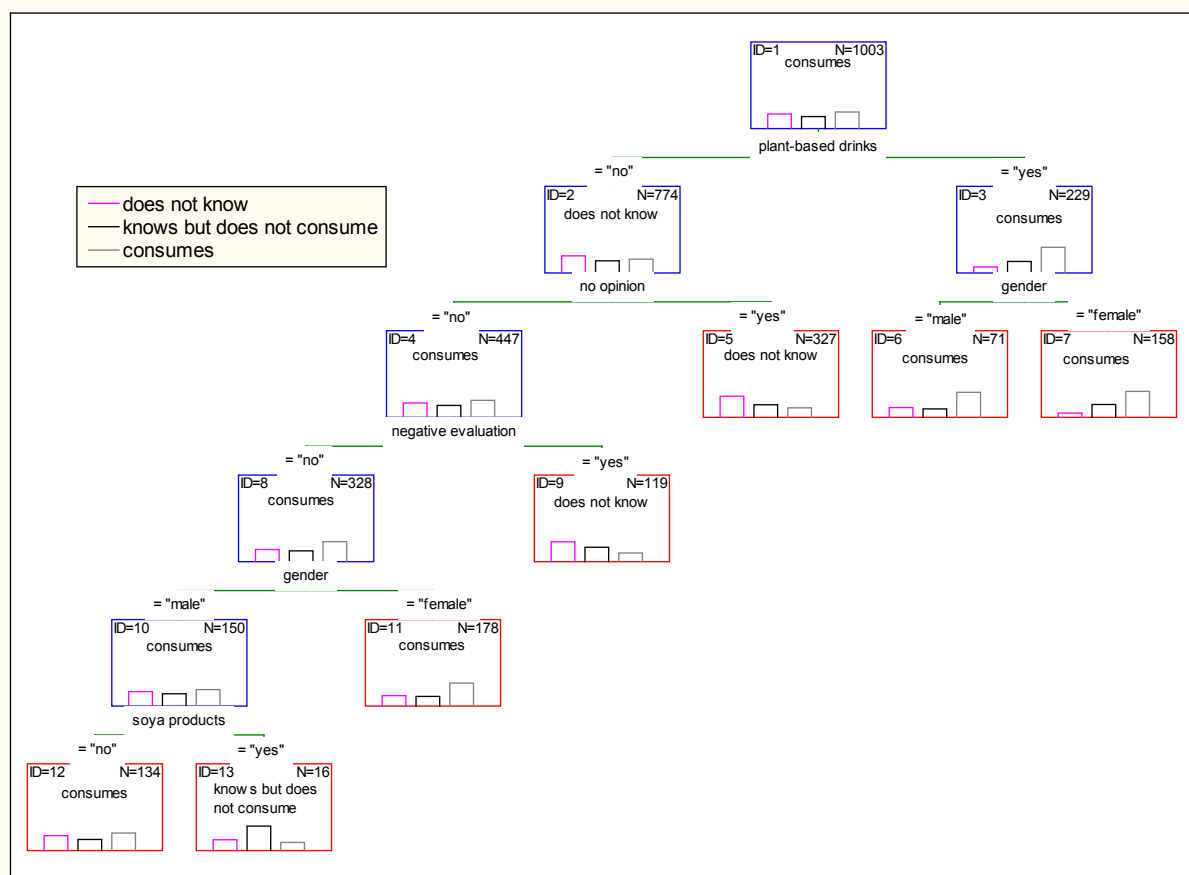 ID=1 N=1003
consumes
plant-based drinks
= "no" = "yes"
ID=2 N=774
does not know
ID=3 N=229
consumes
does not know
knows but does not consume
consumes
no opinion
gender
= "no" = "yes"
= "male" = "female"
ID=4 N=447
consumes
ID=5 N=327
does not know
ID=6 N=71
consumes
ID=7 N=158
consumes
negative evaluation
= "no" = "yes"
ID=8 N=328
consumes
ID=9 N=119
does not know
gender
= "male" = "female"
ID=10 N=150
consumes
ID=11 N=178
consumes
soya products
= "no" = "yes"
ID=12 N=134
consumes
ID=13 N=16
knows but does
not consume